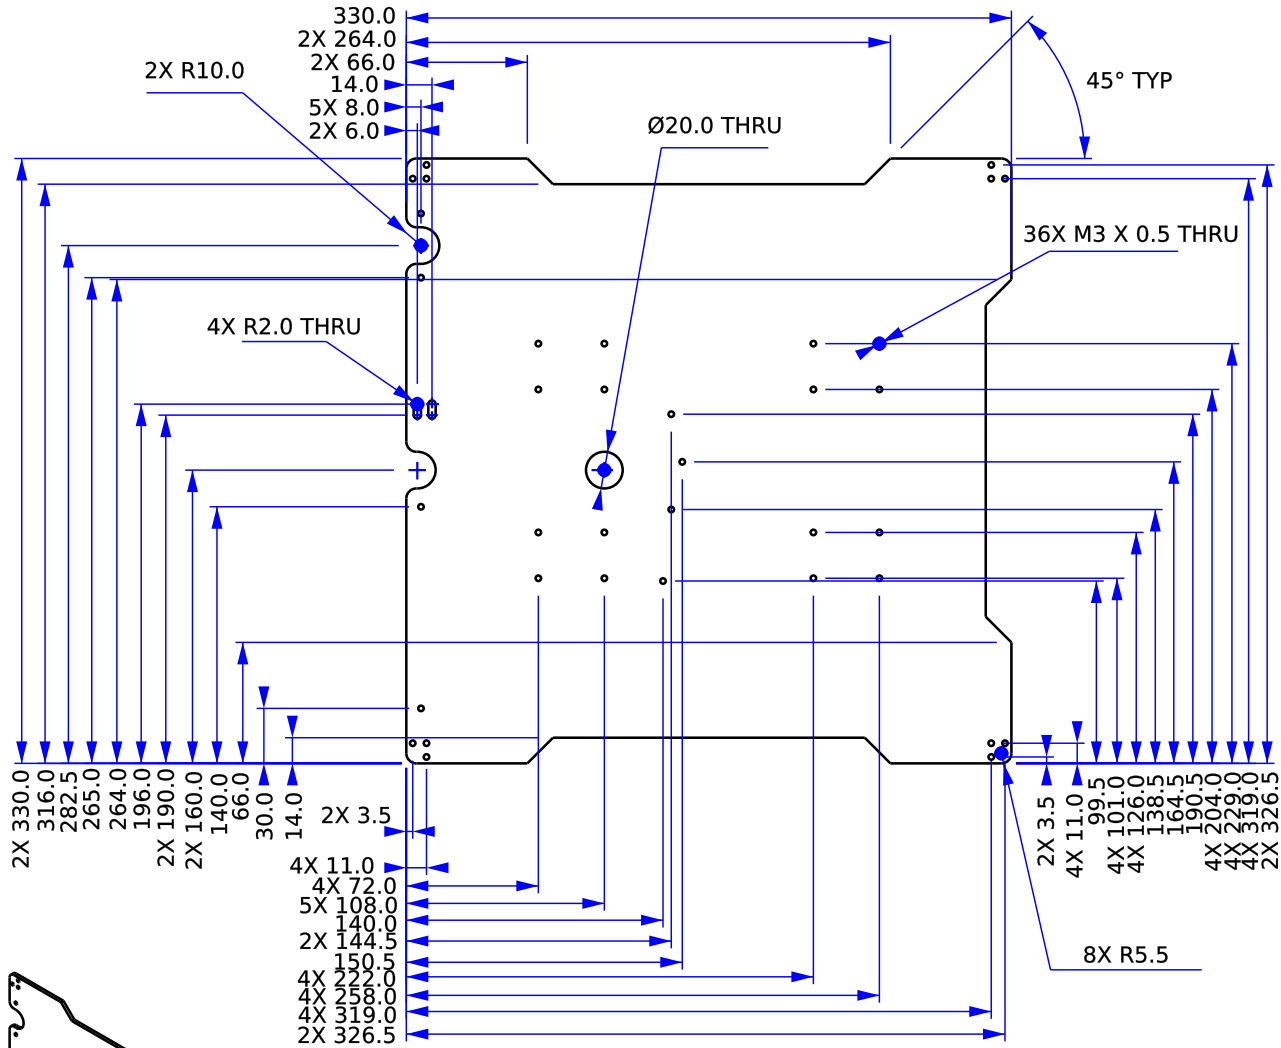 330.0
2X 264.0
2X 66.0
14.0
5X 8.0
2X 6.0
2X R10.0
45° TYP
Ø20.0 THRU
36X M3 X 0.5 THRU
4X R2.0 THRU
2X 330.0
316.0
282.5
265.0
264.0
196.0
2X 190.0
2X 160.0
140.0
66.0
30.0
14.0
2X 3.5
4X 11.0
4X 72.0
5X 108.0
140.0
2X 144.5
150.5
4X 222.0
4X 258.0
4X 319.0
2X 326.5
2X 3.5
4X 11.0
99.5
4X 101.0
4X 126.0
138.5
164.5
190.5
4X 204.0
4X 229.0
4X 319.0
2X 326.5
8X R5.5